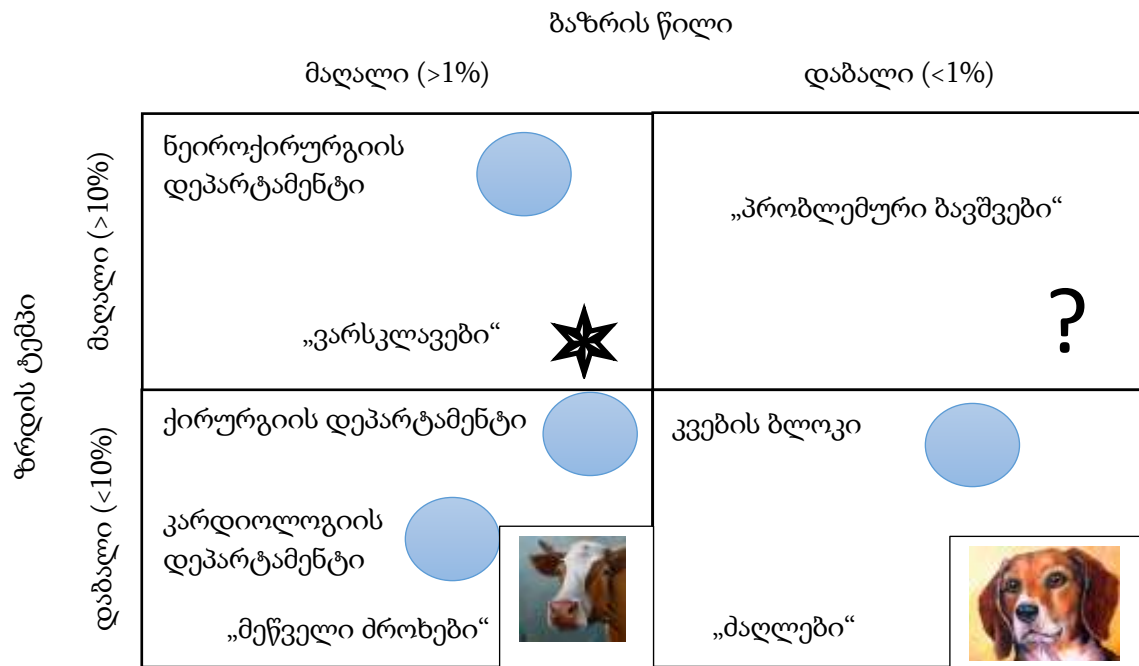 ბაზრის წილი
მაღალი (>1%)
დაბალი (<1%)
ზრდის ტემპი
მაღალი (>10%)
ნეიროქირურგიის
დეპარტამენტი
„ვარსკლავები“
„პრობლემური ბავშვები“
?
დაბალი (<10%)
ქირურგიის დეპარტამენტი
კარდიოლოგიის
დეპარტამენტი
„მეწველი ძროხები“
კვების ბლოკი
„ძაღლები“